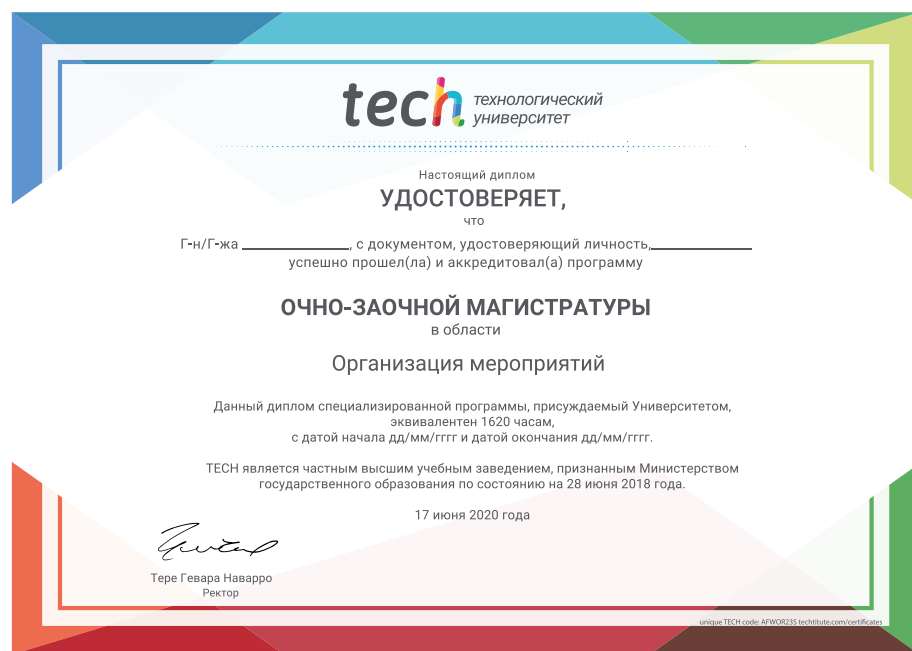 tech технологический
университет
Настоящий диплом
УДОСТОВЕРЯЕТ,
что
Г-н/Г-жа ____________, с документом, удостоверяющий личность,____________
успешно прошел(ла) и аккредитовал(а) программу
ОЧНО-ЗАОЧНОЙ МАГИСТРАТУРЫ
в области
Организация мероприятий
Данный диплом специализированной программы, присуждаемый Университетом,
эквивалентен 1620 часам,
с датой начала дд/мм/гггг и датой окончания дд/мм/гггг.
TECH является частным высшим учебным заведением, признанным Министерством
государственного образования по состоянию на 28 июня 2018 года.
17 июня 2020 года
Тере Гевара Наварро
Ректор
unique TECH code: AFWOR23S techtitute.com/certificates